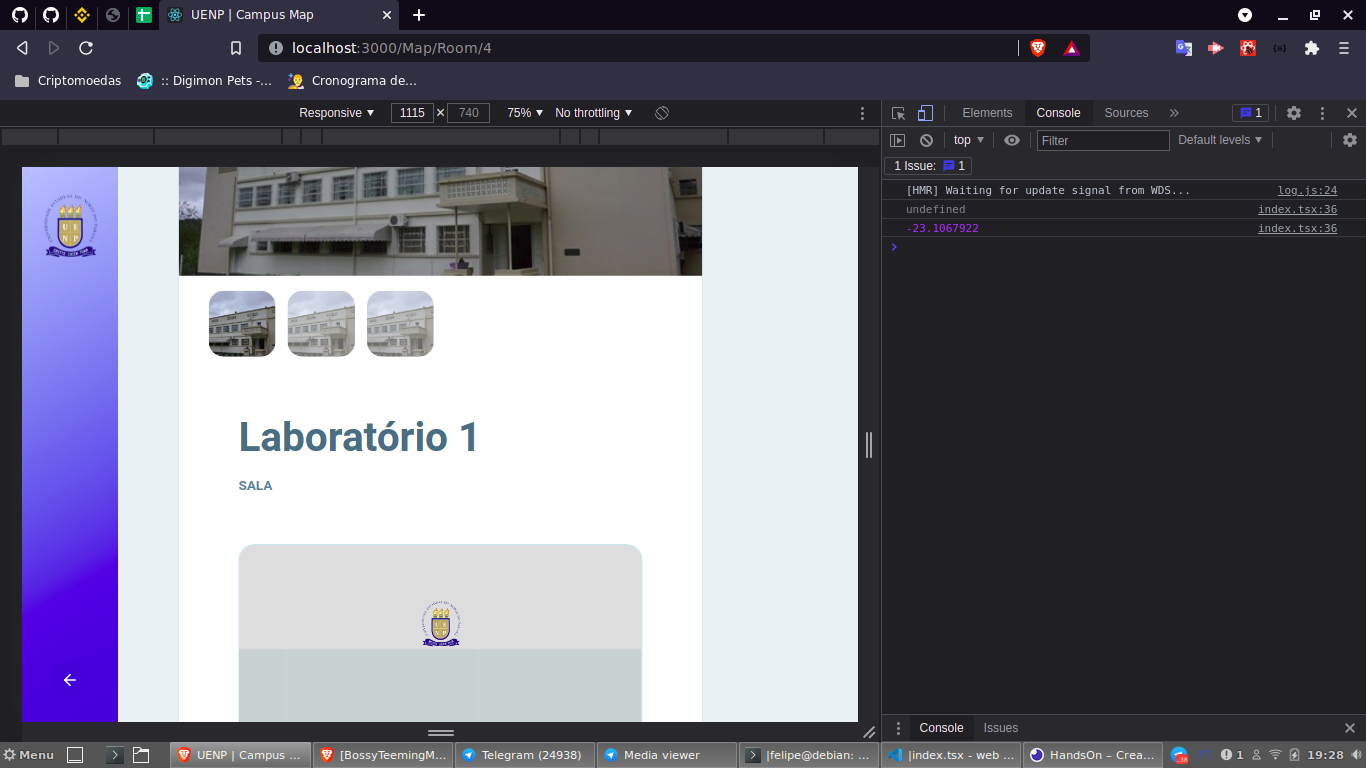 UENP | Campus Map
localhost:3000/Map/Room/4
Criptomoedas
:: Digimon Pets -...
Cronograma de...
Responsive
1115
×
740
75%
No throttling
Elements
Console
Sources
»
1
top
Filter
Default levels
1 Issue:
1
[HMR] Waiting for update signal from WDS...
log.js:24
undefined
index.tsx:36
-23.1067922
index.tsx:36
Laboratório 1
SALA
Console
Issues
Menu
UENP | Campus ...
[BossyTeemingM...
Telegram (24938)
Media viewer
|felipe@debian: ...
|index.tsx - web ...
HandsOn – Crea...
1
19:28